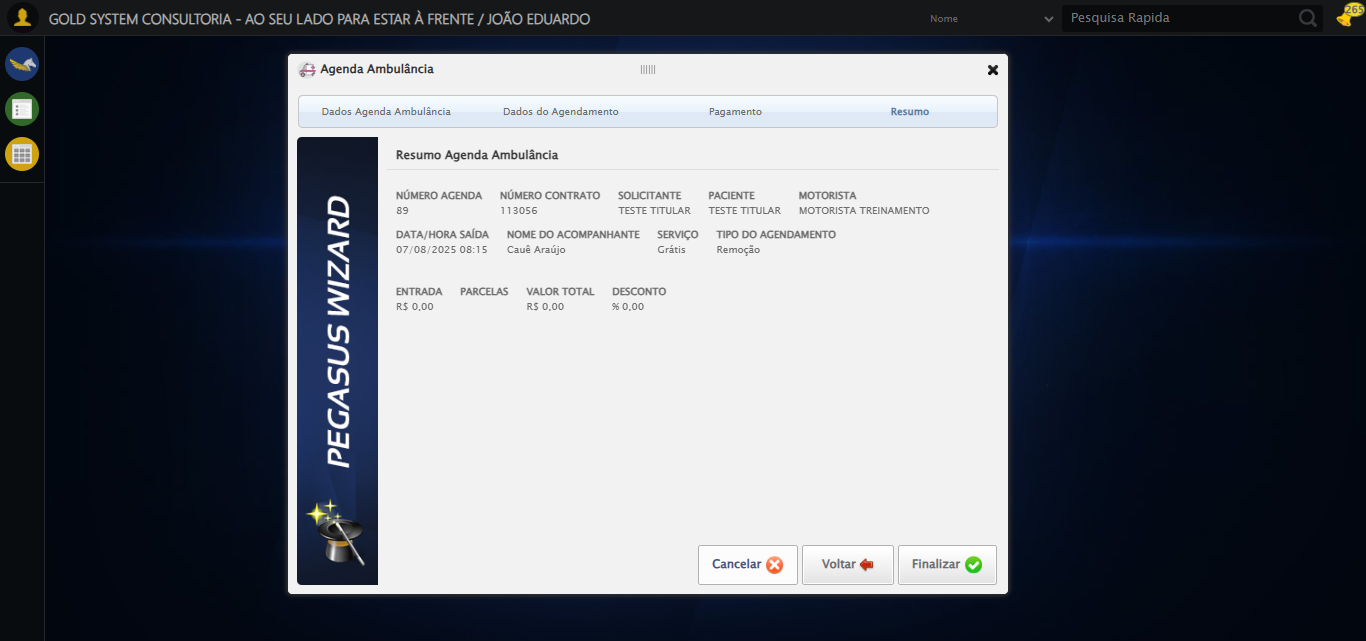 GOLD SYSTEM CONSULTORIA - AO SEU LADO PARA ESTAR À FRENTE / JOÃO EDUARDO
Nome
Pesquisa Rapida
265
Agenda Ambulância
Dados Agenda Ambulância Dados do Agendamento Pagamento Resumo
PEGASUS WIZARD
Resumo Agenda Ambulância
NÚMERO AGENDA NÚMERO CONTRATO SOLICITANTE PACIENTE MOTORISTA
89 113056 TESTE TITULAR TESTE TITULAR MOTORISTA TREINAMENTO
DATA/HORA SAÍDA NOME DO ACOMPANHANTE SERVIÇO TIPO DO AGENDAMENTO
07/08/2025 08:15 Cauê Araújo Grátis Remoção
ENTRADA PARCELAS VALOR TOTAL DESCONTO
R$ 0,00 R$ 0,00 % 0,00
Cancelar Voltar Finalizar